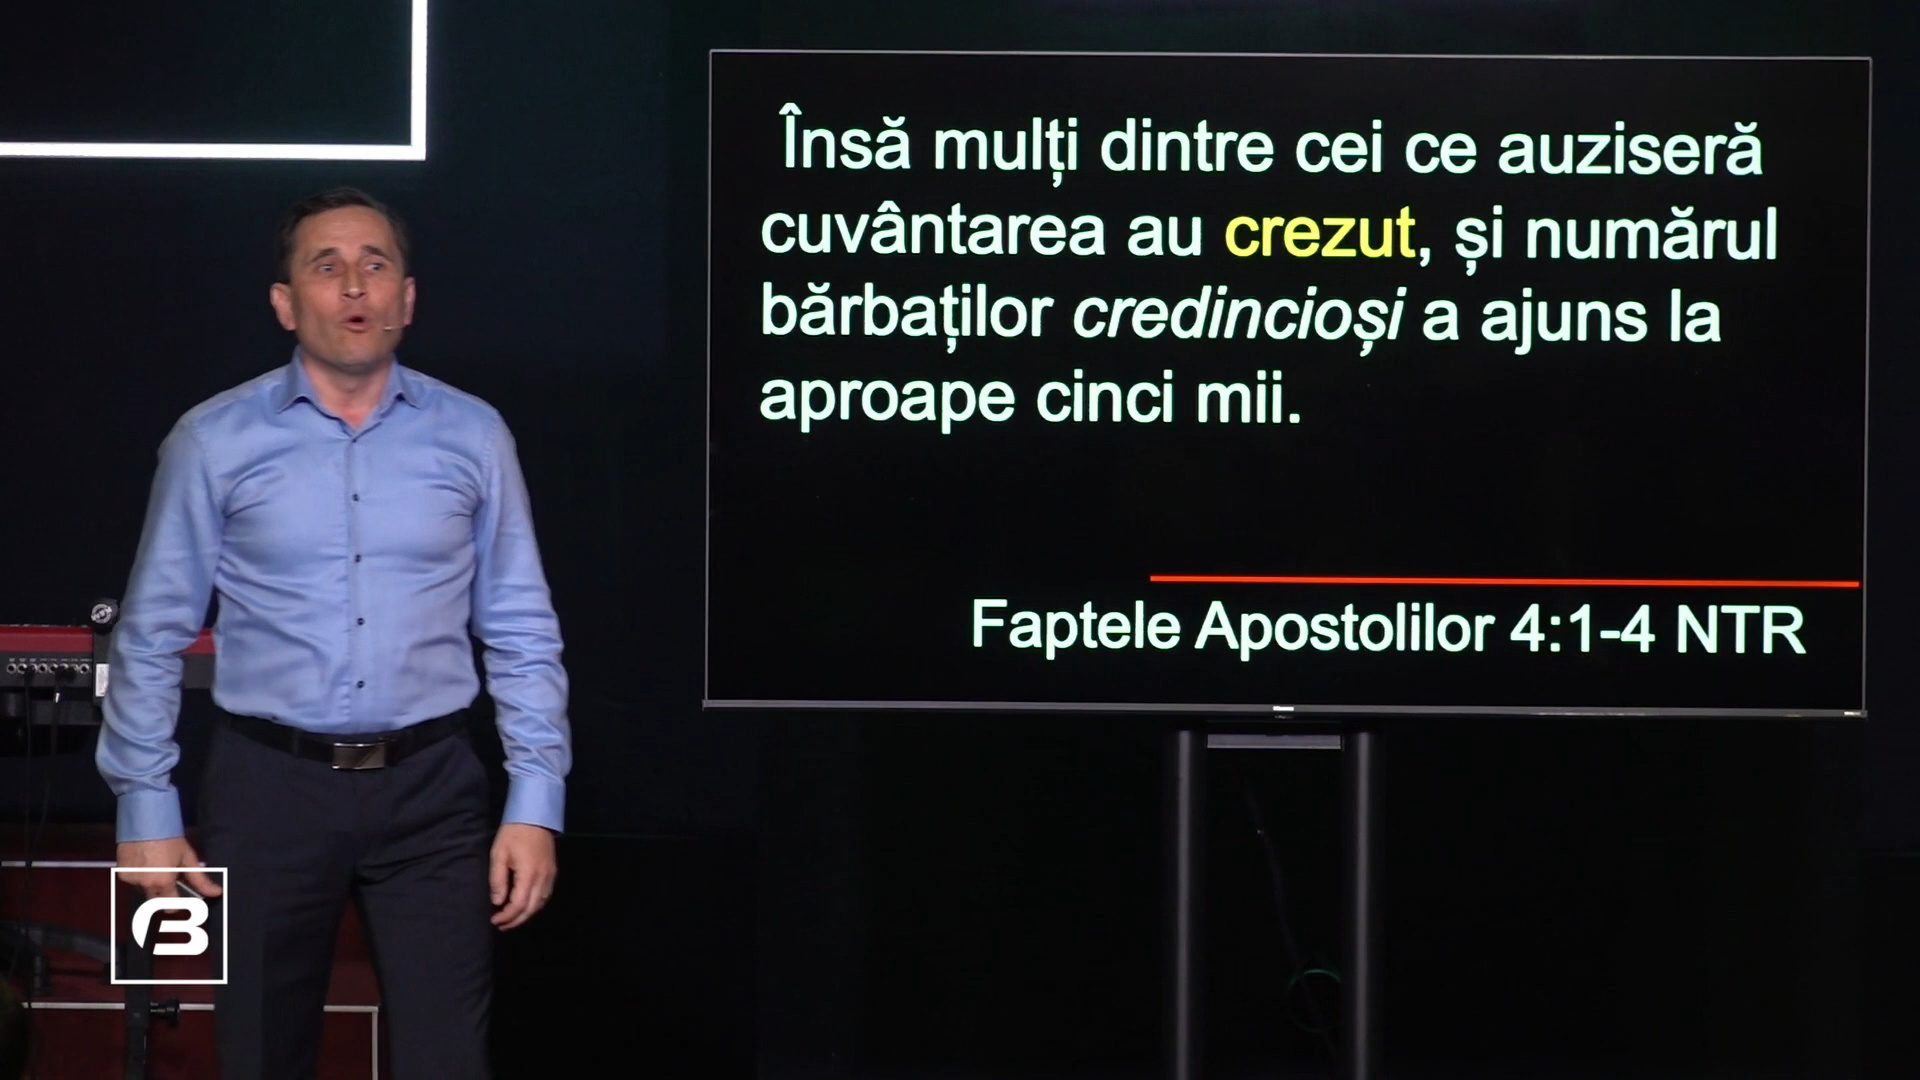 Însă mulți dintre cei ce auziseră
cuvântarea au crezut, și numărul
bărbaților credincioși a ajuns la
aproape cinci mii.
Faptele Apostolilor 4:1-4 NTR
B